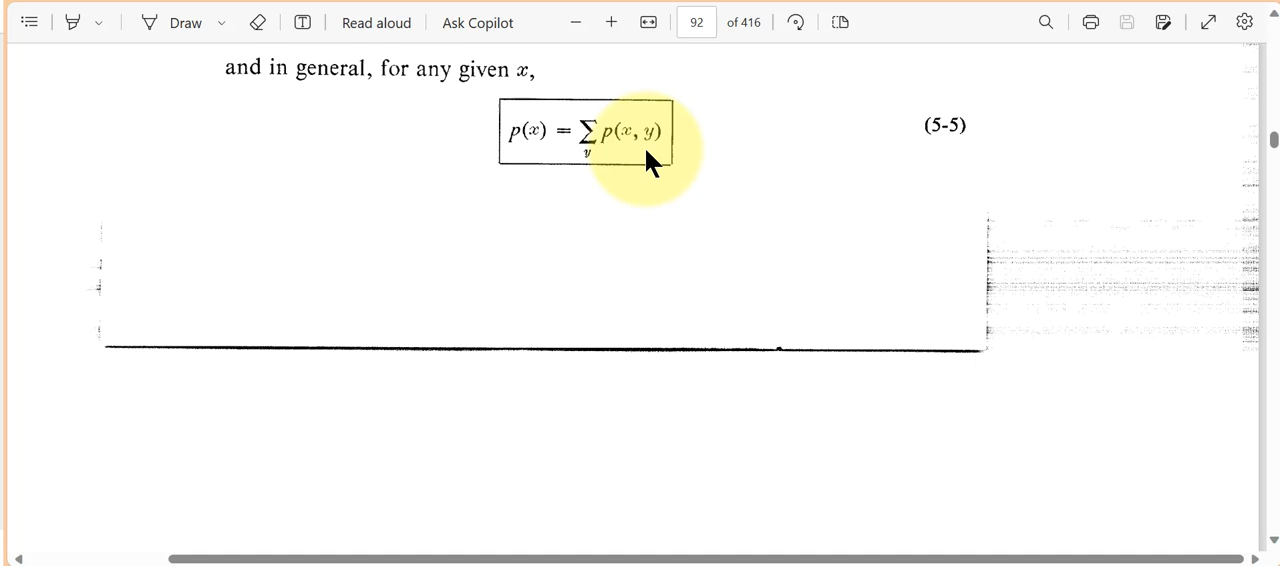 Draw Read aloud Ask Copilot 92 of 416
and in general, for any given x,
p(x) = ∑ p(x, y) (5-5)
y